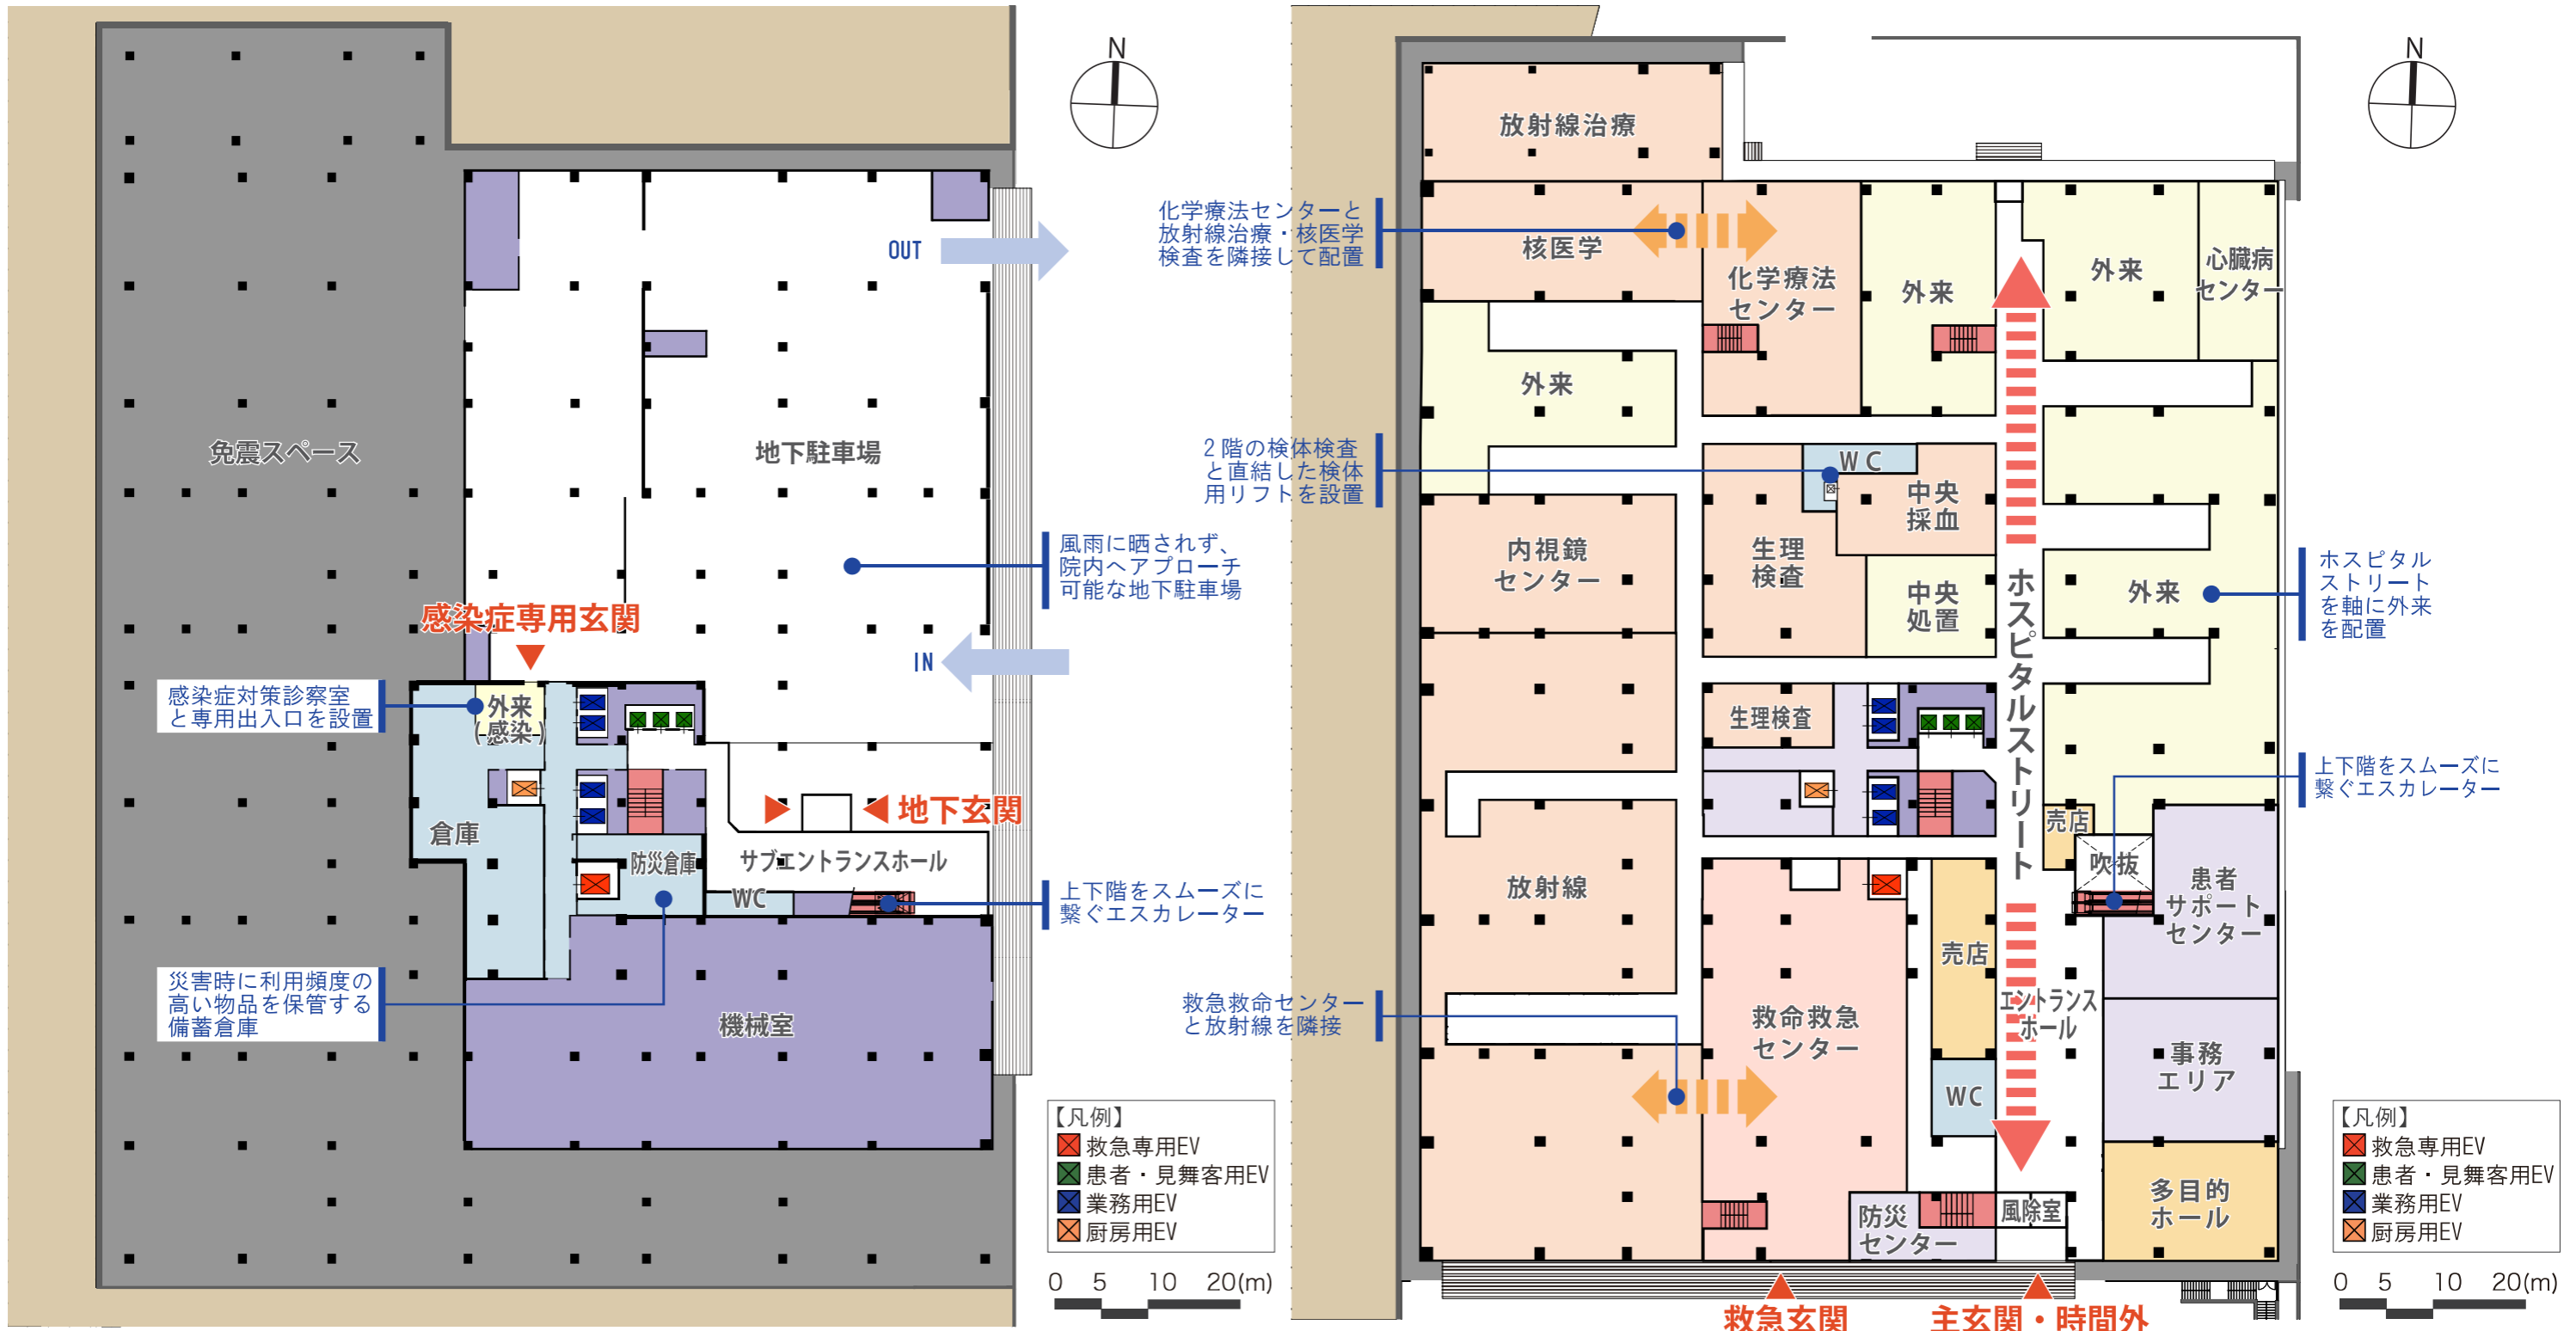 N
OUT
免震スペース
地下駐車場
風雨に晒されず、
院内へアプローチ
可能な地下駐車場
感染症専用玄関
IN
感染症対策診察室
と専用出入口を設置
外来
(感染)
地下玄関
倉庫
防災倉庫
サブエントランスホール
WC
上下階をスムーズに
繋ぐエスカレーター
災害時に利用頻度の
高い物品を保管する
備蓄倉庫
機械室
【凡例】
救急専用EV
患者・見舞客用EV
業務用EV
厨房用EV
0 5 10 20(m)
N
放射線治療
化学療法センターと
放射線治療・核医学
検査を隣接して配置
核医学
化学療法
センター
外来
外来
心臓病
センター
外来
2階の検体検査
と直結した検体
用リフトを設置
WC
中央
採血
内視鏡
センター
生理
検査
中央
処置
ホスピタルストリート
外来
ホスピタル
ストリート
を軸に外来
を配置
生理検査
上下階をスムーズに
繋ぐエスカレーター
売店
吹抜
患者
サポート
センター
放射線
売店
エントランス
ホール
救急救命センター
と放射線を隣接
救命救急
センター
事務
エリア
WC
多目的
ホール
防災
センター
風除室
救急玄関
主玄関・時間外
【凡例】
救急専用EV
患者・見舞客用EV
業務用EV
厨房用EV
0 5 10 20(m)